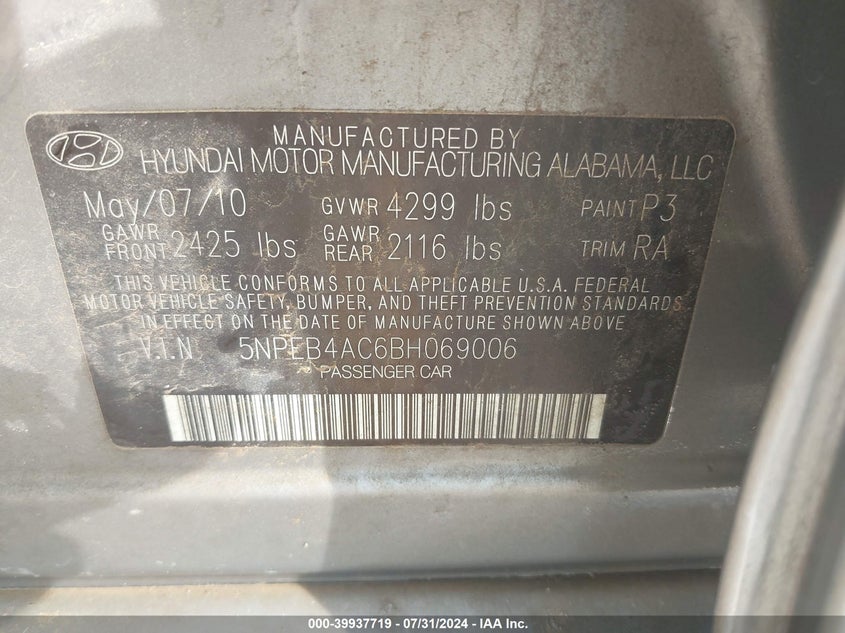 MANUFACTURED BY
HYUNDAI MOTOR MANUFACTURING ALABAMA, LLC
May/07/10 GVWR 4299 lbs PAINT P3
GAWR FRONT 2425 lbs GAWR REAR 2116 lbs TRIM RA
THIS VEHICLE CONFORMS TO ALL APPLICABLE U.S.A. FEDERAL
MOTOR VEHICLE SAFETY, BUMPER, AND THEFT PREVENTION STANDARDS
IN EFFECT ON THE DATE OF MANUFACTURE SHOWN ABOVE
V.I.N. 5NPEB4AC6BH069006
PASSENGER CAR
000-39937719 - 07/31/2024 - IAA Inc.